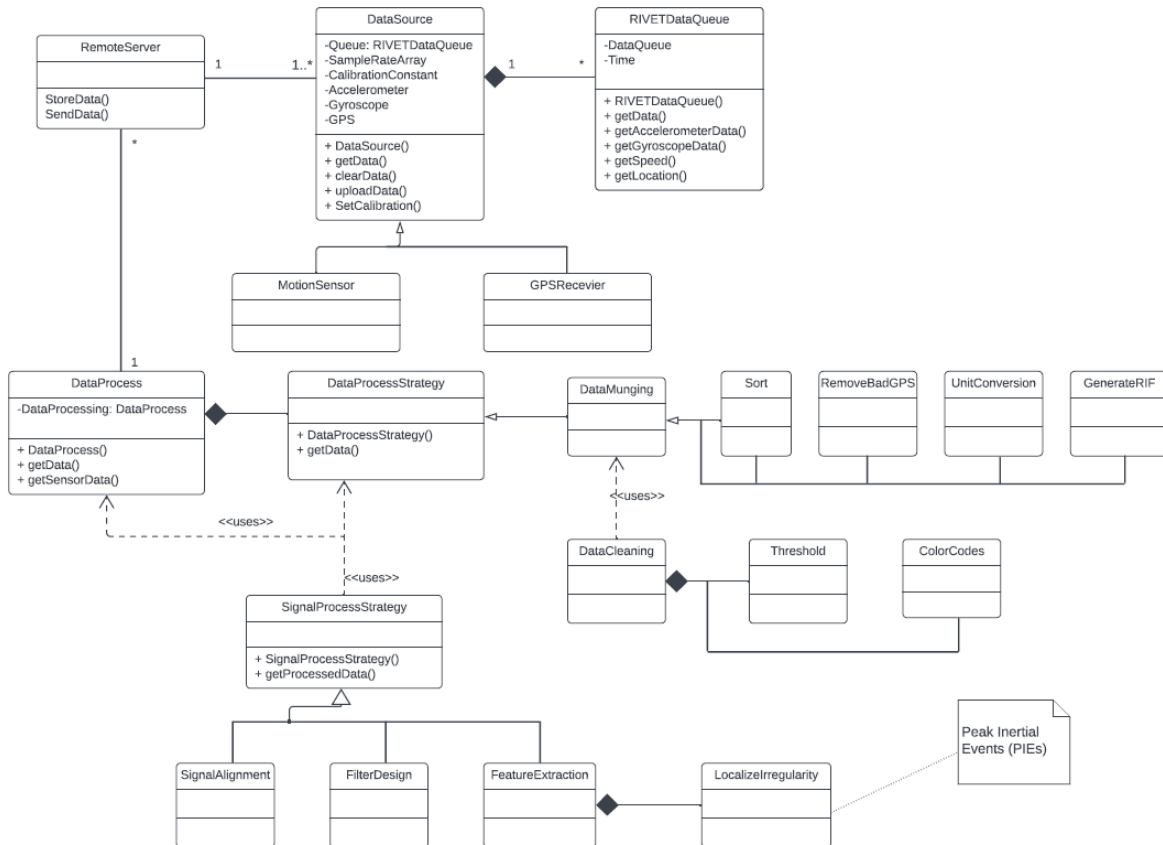 DataSource
-Queue: RIVETDataQueue
-SampleRateArray
-CalibrationConstant
-Accelerometer
-Gyroscope
-GPS
+ DataSource()
+ getData()
+ clearData()
+ uploadData()
+ SetCalibration()
RIVETDataQueue
-DataQueue
-Time
+ RIVETDataQueue()
+ getData()
+ getAccelerometerData()
+ getGyroscopeData()
+ getSpeed()
+ getLocation()
RemoteServer
StoreData()
SendData()
1
1..*
1
*
*
1
MotionSensor
GPSRecevier
DataProcess
-DataProcessing: DataProcess
+ DataProcess()
+ getData()
+ getSensorData()
DataProcessStrategy
+ DataProcessStrategy()
+ getData()
DataMunging
Sort
RemoveBadGPS
UnitConversion
GenerateRIF
<<uses>>
<<uses>>
<<uses>>
DataCleaning
Threshold
ColorCodes
SignalProcessStrategy
+ SignalProcessStrategy()
+ getProcessedData()
SignalAlignment
FilterDesign
FeatureExtraction
LocalizeIrregularity
Peak Inertial
Events (PIEs)